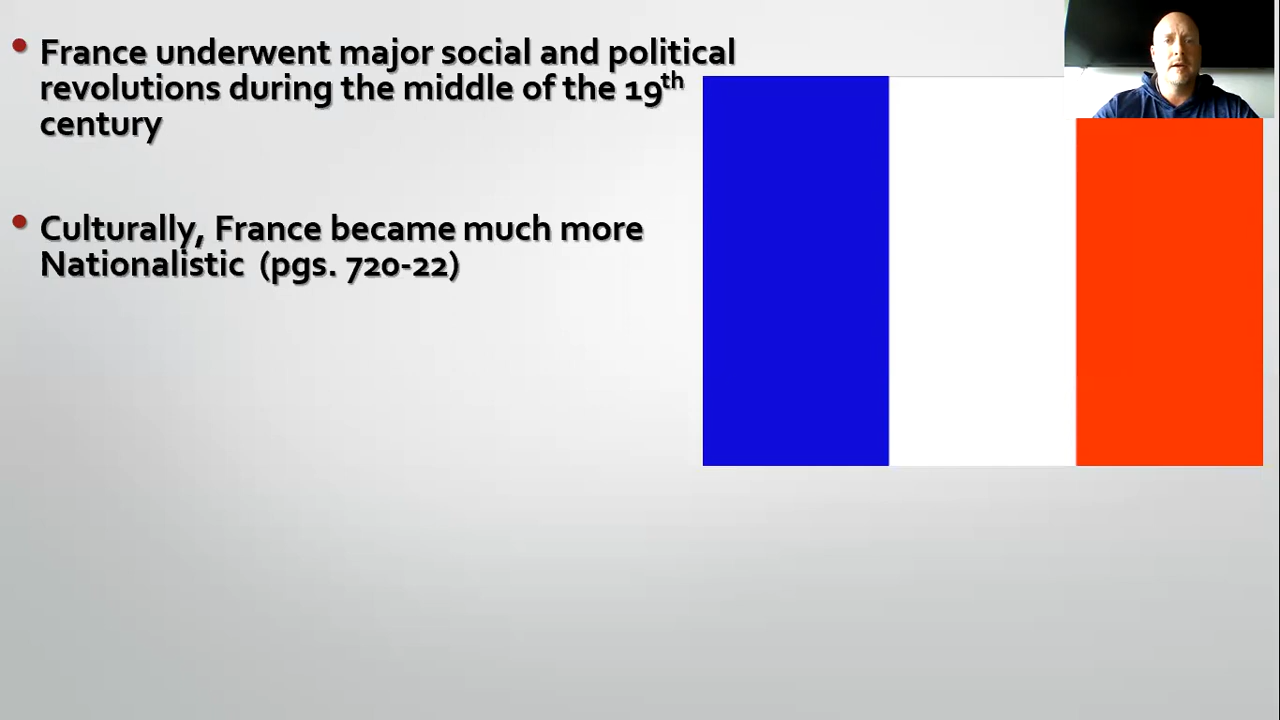 • France underwent major social and political
revolutions during the middle of the 19th
century
• Culturally, France became much more
Nationalistic (pgs. 720-22)